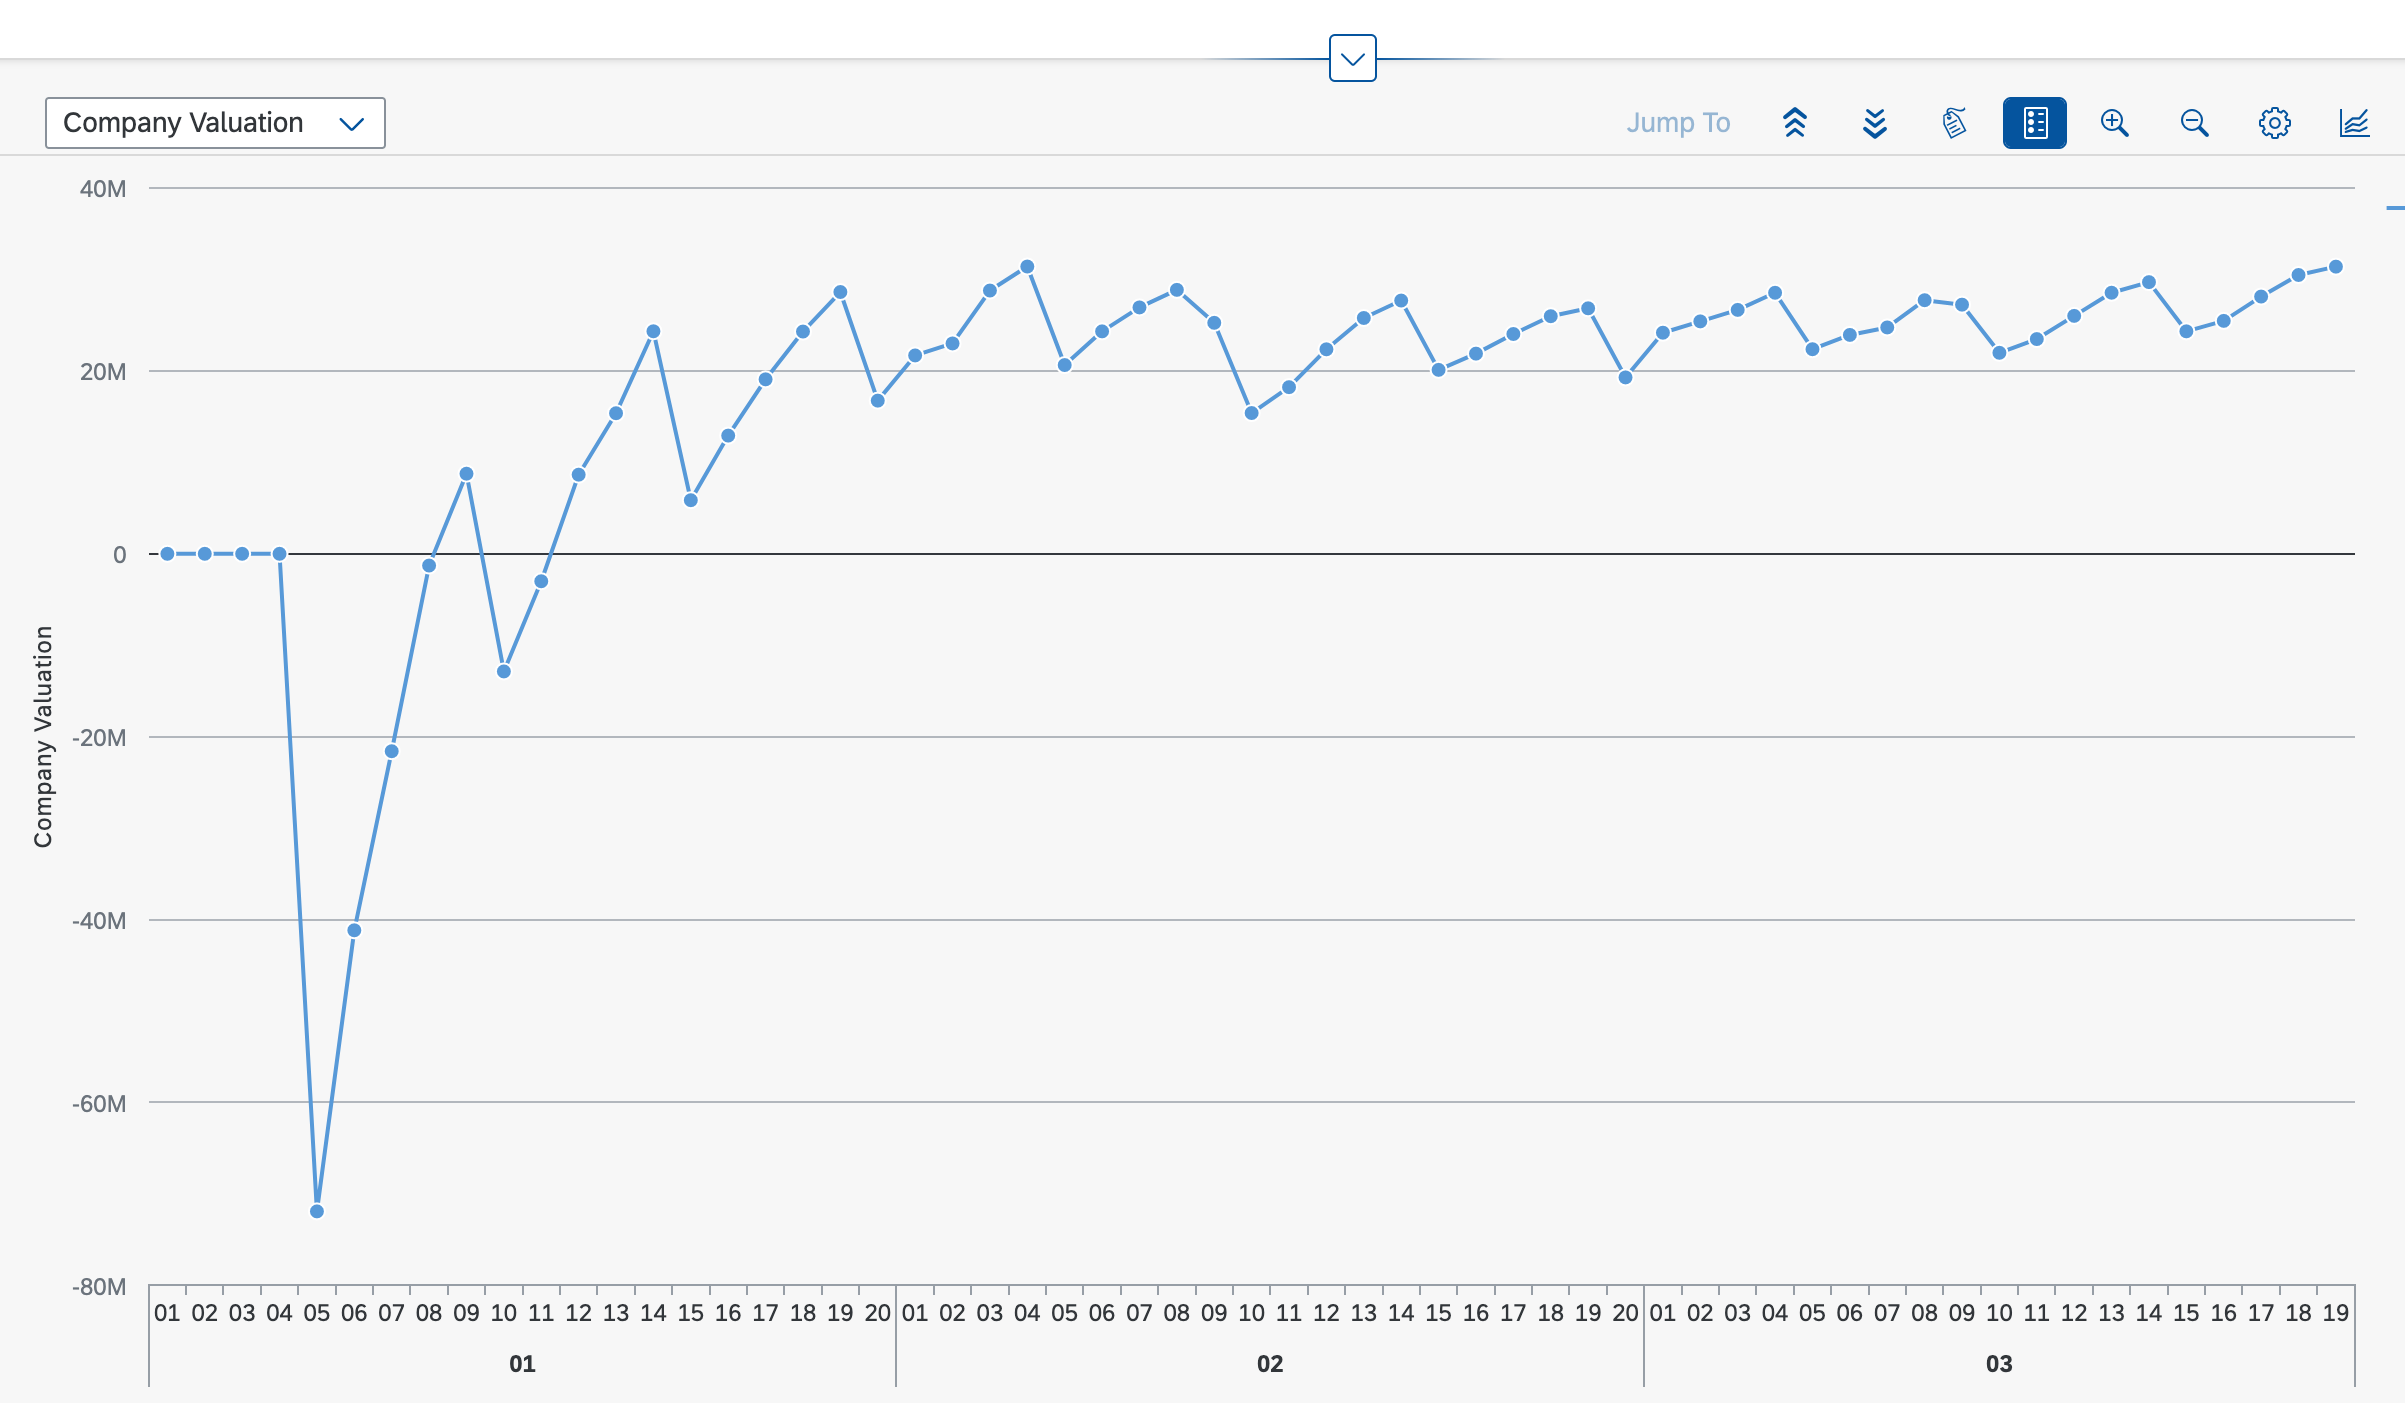 Company Valuation
Jump To
40M
20M
0
-20M
-40M
-60M
-80M
Company Valuation
01 02 03 04 05 06 07 08 09 10 11 12 13 14 15 16 17 18 19 20 01 02 03 04 05 06 07 08 09 10 11 12 13 14 15 16 17 18 19 20 01 02 03 04 05 06 07 08 09 10 11 12 13 14 15 16 17 18 19
01 02 03